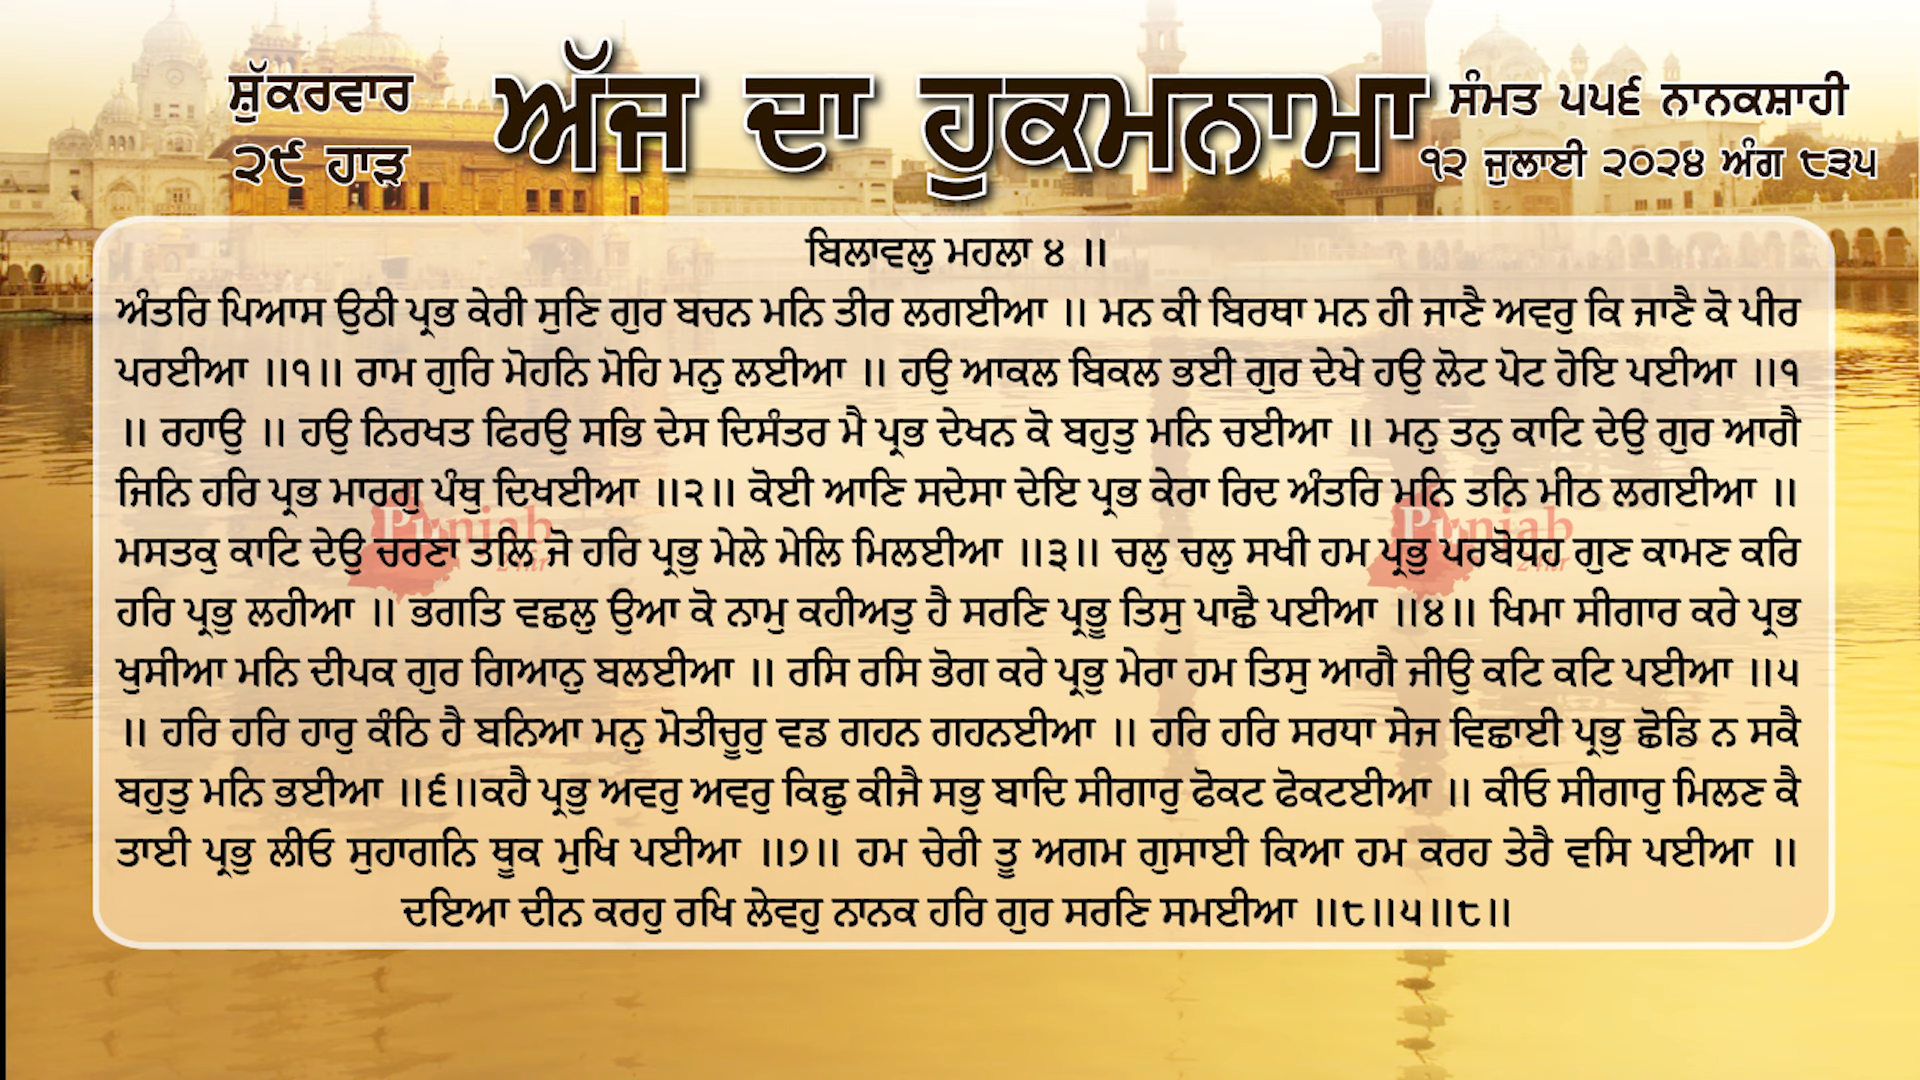 ਸ਼ੁੱਕਰਵਾਰ
੨੯ ਹਾੜ
ਅੱਜ ਦਾ ਹੁਕਮਨਾਮਾ
ਸੰਮਤ ੫੫੬ ਨਾਨਕਸ਼ਾਹੀ
੧੨ ਜੁਲਾਈ ੨੦੨੪ ਅੰਗ ੮੩੫
ਬਿਲਾਵਲੁ ਮਹਲਾ ੪ ॥
ਅੰਤਰਿ ਪਿਆਸ ਉਠੀ ਪ੍ਰਭ ਕੇਰੀ ਸੁਣਿ ਗੁਰ ਬਚਨ ਮਨਿ ਤੀਰ ਲਗਈਆ ॥ ਮਨ ਕੀ ਬਿਰਥਾ ਮਨ ਹੀ ਜਾਣੈ ਅਵਰੁ ਕਿ ਜਾਣੈ ਕੋ ਪੀਰ
ਪਰਈਆ ॥੧॥ ਰਾਮ ਗੁਰਿ ਮੋਹਨਿ ਮੋਹਿ ਮਨੁ ਲਈਆ ॥ ਹਉ ਆਕਲ ਬਿਕਲ ਭਈ ਗੁਰ ਦੇਖੇ ਹਉ ਲੋਟ ਪੋਟ ਹੋਇ ਪਈਆ ॥੧
॥ ਰਹਾਉ ॥ ਹਉ ਨਿਰਖਤ ਫਿਰਉ ਸਭਿ ਦੇਸ ਦਿਸੰਤਰ ਮੈ ਪ੍ਰਭ ਦੇਖਨ ਕੋ ਬਹੁਤੁ ਮਨਿ ਚਈਆ ॥ ਮਨੁ ਤਨੁ ਕਾਟਿ ਦੇਉ ਗੁਰ ਆਗੈ
ਜਿਨਿ ਹਰਿ ਪ੍ਰਭ ਮਾਰਗੁ ਪੰਥੁ ਦਿਖਈਆ ॥੨॥ ਕੋਈ ਆਣਿ ਸਦੇਸਾ ਦੇਇ ਪ੍ਰਭ ਕੇਰਾ ਰਿਦ ਅੰਤਰਿ ਮਨਿ ਤਨਿ ਮੀਠ ਲਗਈਆ ॥
ਮਸਤਕੁ ਕਾਟਿ ਦੇਉ ਚਰਣਾ ਤਲਿ ਜੋ ਹਰਿ ਪ੍ਰਭੁ ਮੇਲੇ ਮੇਲਿ ਮਿਲਈਆ ॥੩॥ ਚਲੁ ਚਲੁ ਸਖੀ ਹਮ ਪ੍ਰਭੁ ਪਰਬੋਧਹ ਗੁਣ ਕਾਮਣ ਕਰਿ
ਹਰਿ ਪ੍ਰਭੁ ਲਹੀਆ ॥ ਭਗਤਿ ਵਛਲੁ ਉਆ ਕੋ ਨਾਮੁ ਕਹੀਅਤੁ ਹੈ ਸਰਣਿ ਪ੍ਰਭੂ ਤਿਸੁ ਪਾਛੈ ਪਈਆ ॥੪॥ ਖਿਮਾ ਸੀਗਾਰ ਕਰੇ ਪ੍ਰਭ
ਖੁਸੀਆ ਮਨਿ ਦੀਪਕ ਗੁਰ ਗਿਆਨੁ ਬਲਈਆ ॥ ਰਸਿ ਰਸਿ ਭੋਗ ਕਰੇ ਪ੍ਰਭੁ ਮੇਰਾ ਹਮ ਤਿਸੁ ਆਗੈ ਜੀਉ ਕਟਿ ਕਟਿ ਪਈਆ ॥੫
॥ ਹਰਿ ਹਰਿ ਹਾਰੁ ਕੰਠਿ ਹੈ ਬਨਿਆ ਮਨੁ ਮੋਤੀਚੂਰੁ ਵਡ ਗਹਨ ਗਹਨਈਆ ॥ ਹਰਿ ਹਰਿ ਸਰਧਾ ਸੇਜ ਵਿਛਾਈ ਪ੍ਰਭੁ ਛੋਡਿ ਨ ਸਕੈ
ਬਹੁਤੁ ਮਨਿ ਭਈਆ ॥੬॥ਕਹੈ ਪ੍ਰਭੁ ਅਵਰੁ ਅਵਰੁ ਕਿਛੁ ਕੀਜੈ ਸਭੁ ਬਾਦਿ ਸੀਗਾਰੁ ਫੋਕਟ ਫੋਕਟਈਆ ॥ ਕੀਓ ਸੀਗਾਰੁ ਮਿਲਣ ਕੈ
ਤਾਈ ਪ੍ਰਭੁ ਲੀਓ ਸੁਹਾਗਨਿ ਥੂਕ ਮੁਖਿ ਪਈਆ ॥੭॥ ਹਮ ਚੇਰੀ ਤੂ ਅਗਮ ਗੁਸਾਈ ਕਿਆ ਹਮ ਕਰਹ ਤੇਰੈ ਵਸਿ ਪਈਆ ॥
ਦਇਆ ਦੀਨ ਕਰਹੁ ਰਖਿ ਲੇਵਹੁ ਨਾਨਕ ਹਰਿ ਗੁਰ ਸਰਣਿ ਸਮਈਆ ॥੮॥੫॥੮॥
Punjab
Punjab